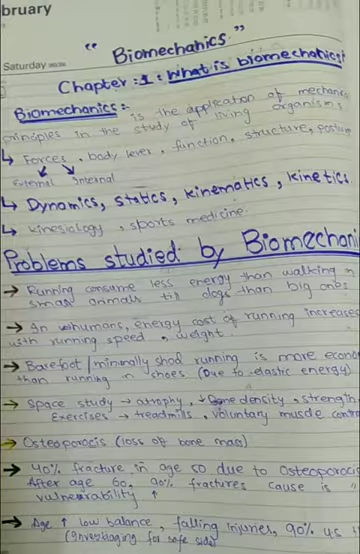 bruary
Saturday
" Biomechanics "
Chapter :1: What is biomechanics?
Biomechanics:- is the application of mechanic
principles in the study of living organisms
↳ Forces, body lever, function, structure, posture
External Internal
↳ Dynamics, statics, kinematics, kinetics
↳ kinesiology, sports medicine.
Problems studied by Biomechani
→ Running consume less energy than walking in
small animals till dogs than big ones
→ In humans, energy cost of running increases
with running speed, weight.
→ Barefoot / minimally shod running is more econo
than running in shoes (Due to elastic energy)
→ Space study → atrophy, ↓ Bone density, strength
Exercises → treadmills, voluntary muscle contr
→ Osteoporocis (loss of bone mass)
→ 40% fracture in age 50 due to Osteoporocis
After age 60, 90% fractures cause is "
vulnerability ↑
→ Age ↑ low balance, falling injuries, 90% US
for safe side)